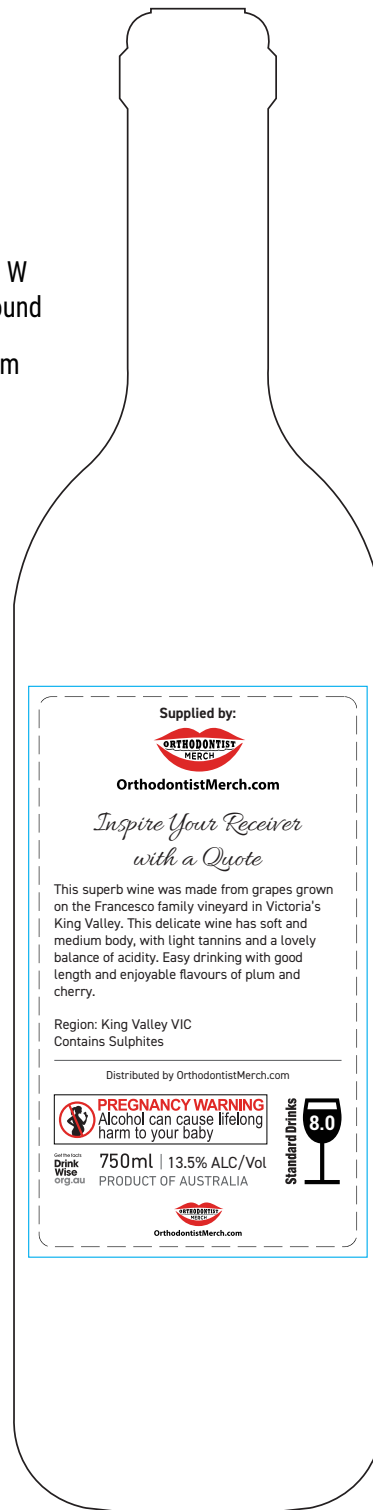 W
ound
m
Supplied by:
ORTHODONTIST
MERCH
OrthodontistMerch.com
Inspire Your Receiver
with a Quote
This superb wine was made from grapes grown
on the Francesco family vineyard in Victoria's
King Valley. This delicate wine has soft and
medium body, with light tannins and a lovely
balance of acidity. Easy drinking with good
length and enjoyable flavours of plum and
cherry.
Region: King Valley VIC
Contains Sulphites
Distributed by OrthodontistMerch.com
PREGNANCY WARNING
Alcohol can cause lifelong
harm to your baby
Standard Drinks
8.0
Get the facts
Drink
Wise
org.au
750ml | 13.5% ALC/Vol
PRODUCT OF AUSTRALIA
ORTHODONTIST
MERCH
OrthodontistMerch.com